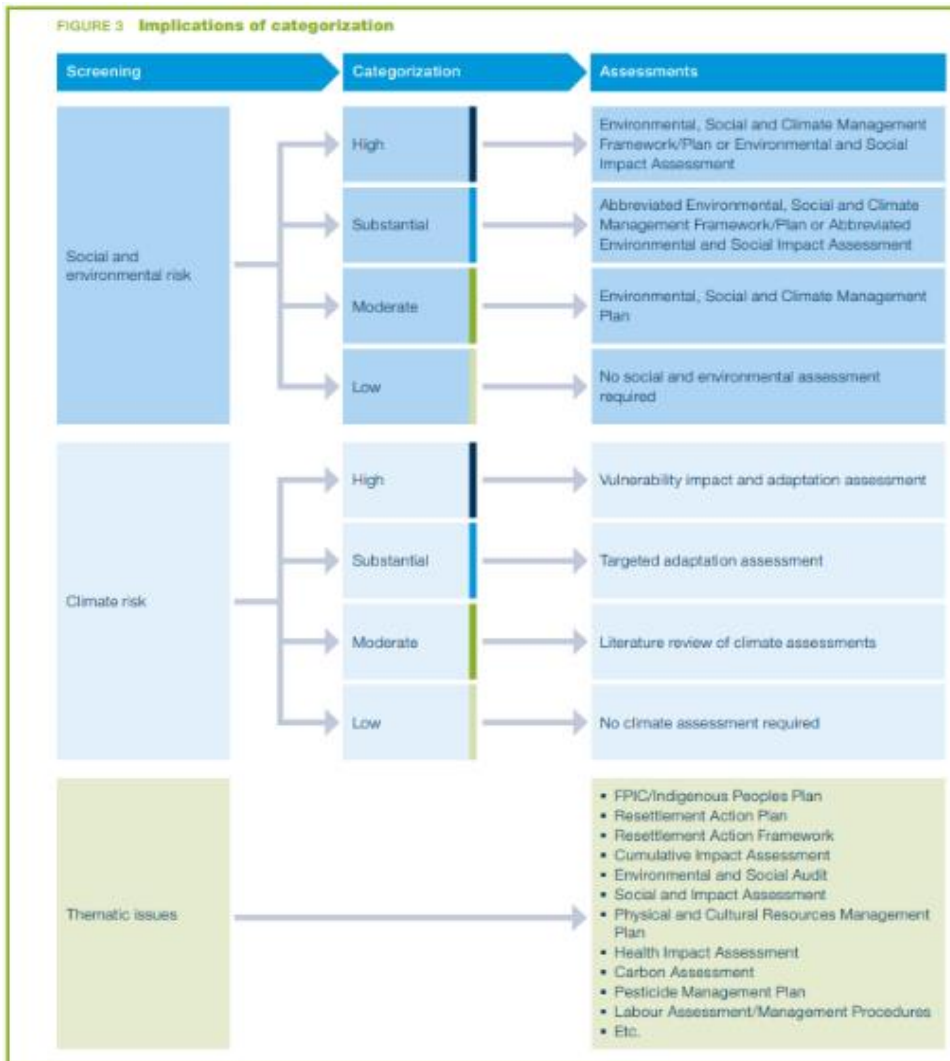 FIGURE 3 Implications of categorization
Screening
Categorization
Assessments
Social and
environmental risk
High
Environmental, Social and Climate Management
Framework/Plan or Environmental and Social
Impact Assessment
Substantial
Abbreviated Environmental, Social and Climate
Management Framework/Plan or Abbreviated
Environmental and Social Impact Assessment
Moderate
Environmental, Social and Climate Management
Plan
Low
No social and environmental assessment
required
Climate risk
High
Vulnerability impact and adaptation assessment
Substantial
Targeted adaptation assessment
Moderate
Literature review of climate assessments
Low
No climate assessment required
Thematic issues
▪ FPIC/Indigenous Peoples Plan
▪ Resettlement Action Plan
▪ Resettlement Action Framework
▪ Cumulative Impact Assessment
▪ Environmental and Social Audit
▪ Social and Impact Assessment
▪ Physical and Cultural Resources Management
Plan
▪ Health Impact Assessment
▪ Carbon Assessment
▪ Pesticide Management Plan
▪ Labour Assessment/Management Procedures
▪ Etc.